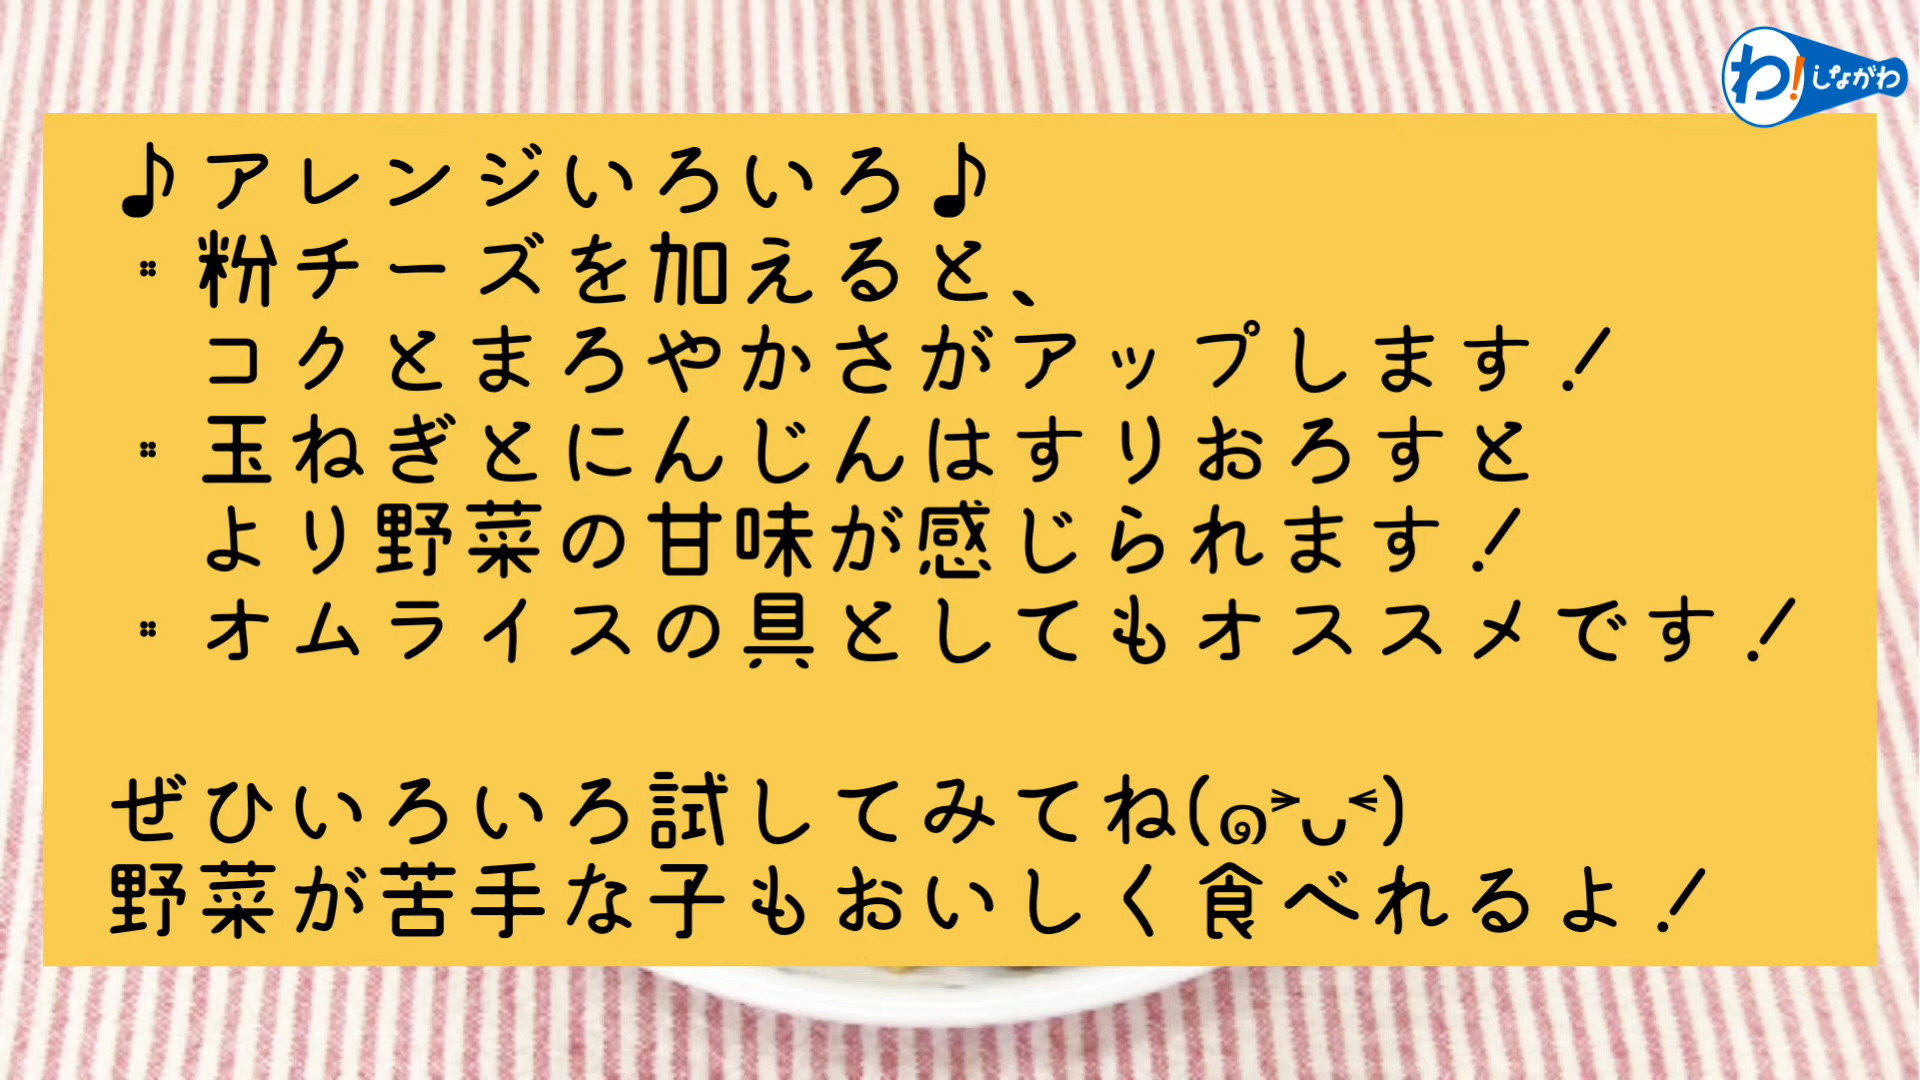 わ!しながわ
♪アレンジいろいろ♪
・粉チーズを加えると、
コクとまろやかさがアップします！
・玉ねぎとにんじんはすりおろすと
より野菜の甘味が感じられます！
・オムライスの具としてもオススメです！
ぜひいろいろ試してみてね(๑˃̵ᴗ˂̵)
野菜が苦手な子もおいしく食べれるよ！